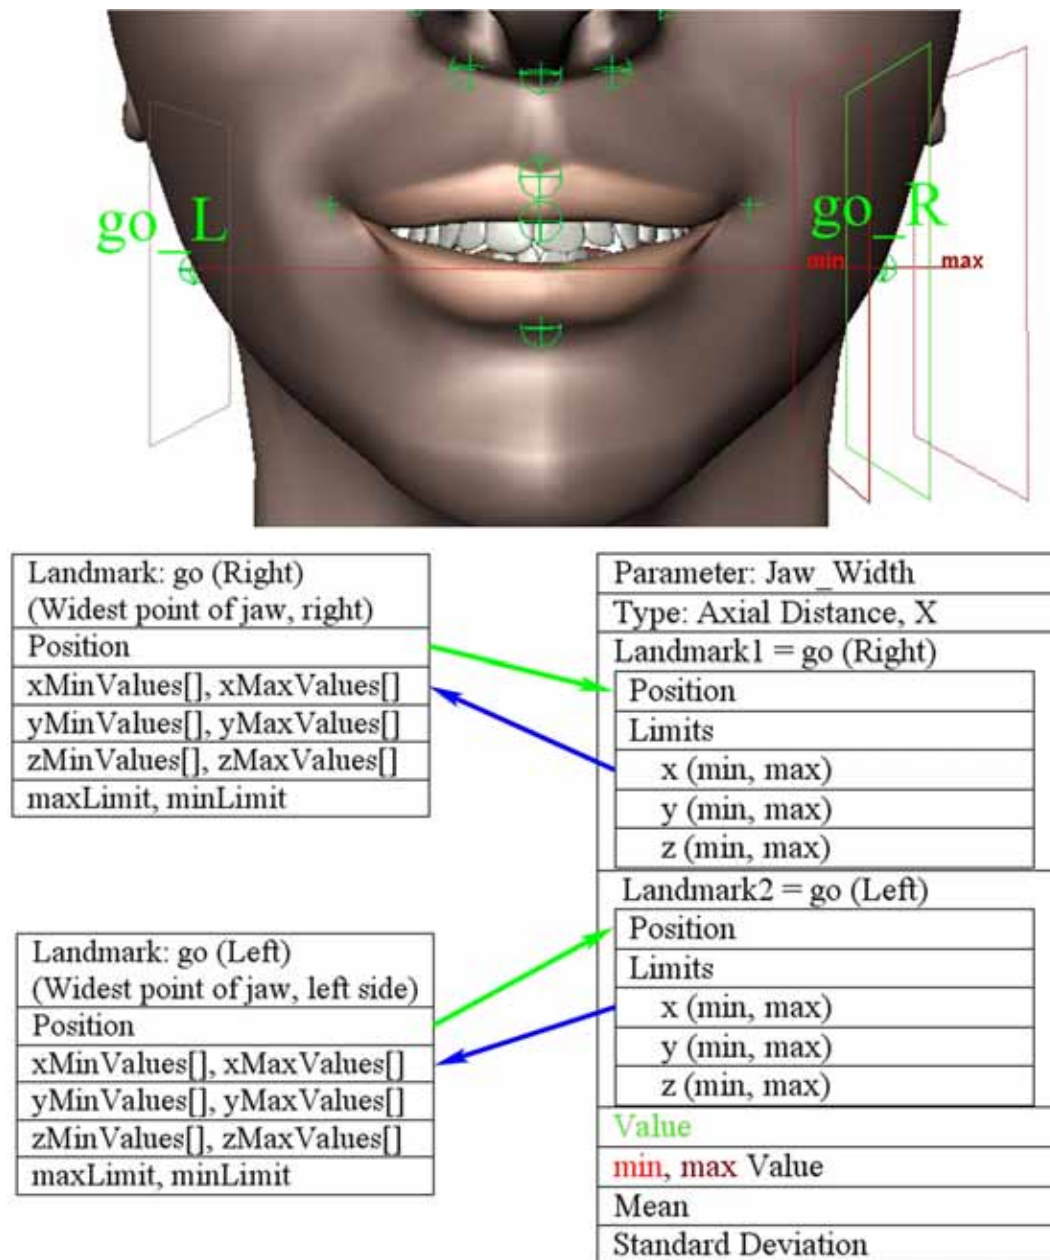 go_L
go_R
min
max
Landmark: go (Right)
(Widest point of jaw, right)
Position
xMinValues[], xMaxValues[]
yMinValues[], yMaxValues[]
zMinValues[], zMaxValues[]
maxLimit, minLimit
Landmark: go (Left)
(Widest point of jaw, left side)
Position
xMinValues[], xMaxValues[]
yMinValues[], yMaxValues[]
zMinValues[], zMaxValues[]
maxLimit, minLimit
Parameter: Jaw_Width
Type: Axial Distance, X
Landmark1 = go (Right)
Position
Limits
x (min, max)
y (min, max)
z (min, max)
Landmark2 = go (Left)
Position
Limits
x (min, max)
y (min, max)
z (min, max)
Value
min, max Value
Mean
Standard Deviation